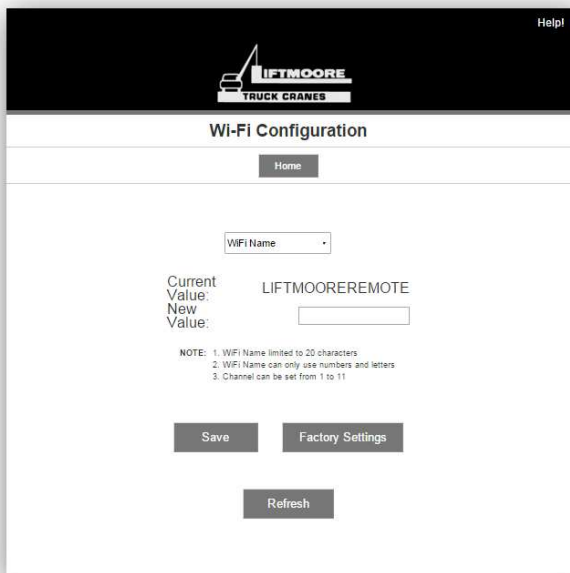 Help!
LIFTMOORE
TRUCK CRANES
Wi-Fi Configuration
Home
WiFi Name
Current
Value:
LIFTMOOREREMOTE
New
Value:
NOTE: 1. WiFi Name limited to 20 characters
2. WiFi Name can only use numbers and letters
3. Channel can be set from 1 to 11
Save
Factory Settings
Refresh